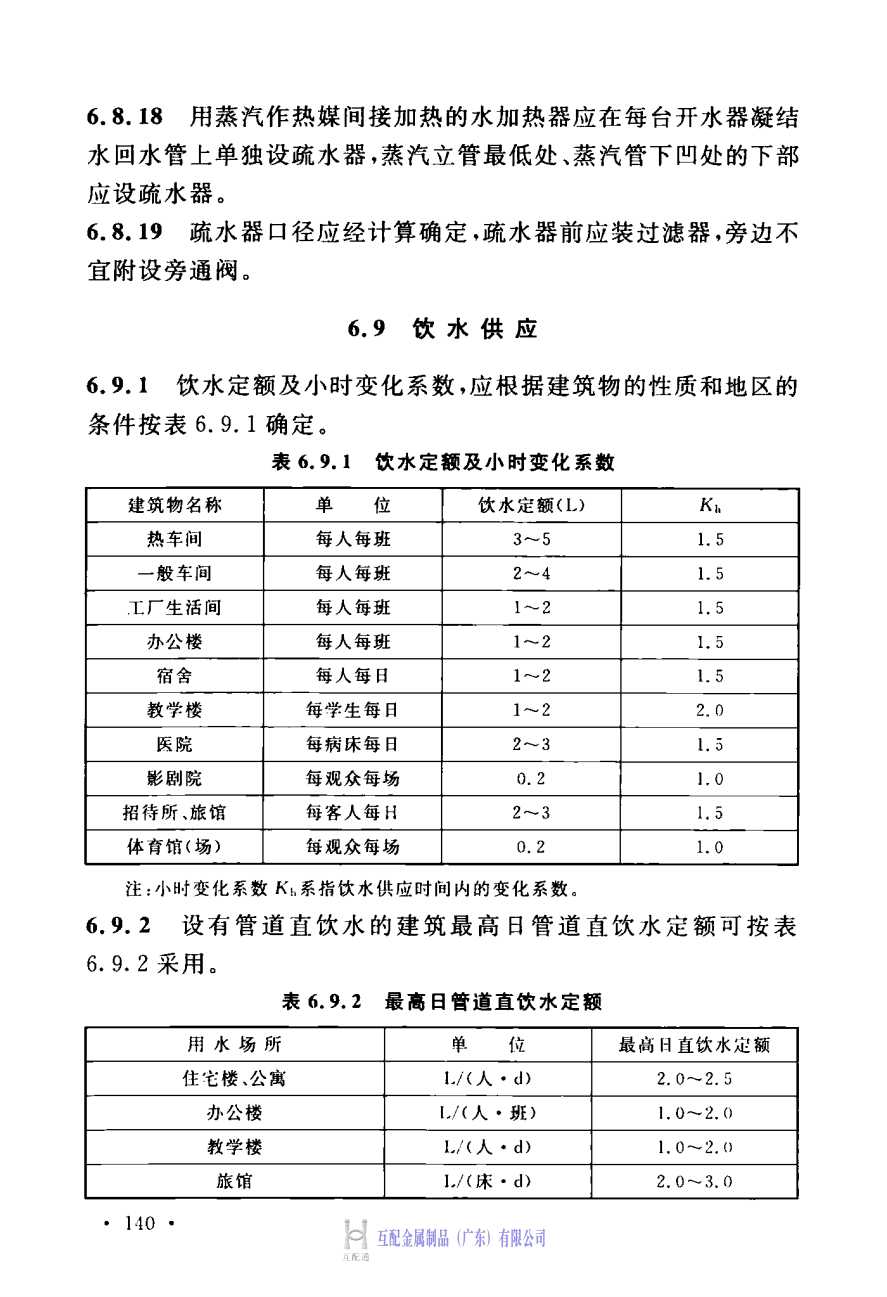 6.8.18 用蒸汽作热媒间接加热的水加热器应在每台开水器凝结
水回水管上单独设疏水器,蒸汽立管最低处、蒸汽管下凹处的下部
应设疏水器。
6.8.19 疏水器口径应经计算确定,疏水器前应装过滤器,旁边不
宜附设旁通阀。
6.9 饮水供应
6.9.1 饮水定额及小时变化系数,应根据建筑物的性质和地区的
条件按表 6.9.1 确定。
表 6.9.1 饮水定额及小时变化系数
建筑物名称 单 位 饮水定额(L) Kh
热车间 每人每班 3~5 1.5
一般车间 每人每班 2~4 1.5
工厂生活间 每人每班 1~2 1.5
办公楼 每人每班 1~2 1.5
宿舍 每人每日 1~2 1.5
教学楼 每学生每日 1~2 2.0
医院 每病床每日 2~3 1.5
影剧院 每观众每场 0.2 1.0
招待所、旅馆 每客人每日 2~3 1.5
体育馆(场) 每观众每场 0.2 1.0
注:小时变化系数 Kh系指饮水供应时间内的变化系数。
6.9.2 设有管道直饮水的建筑最高日管道直饮水定额可按表
6.9.2 采用。
表 6.9.2 最高日管道直饮水定额
用水场所 单 位 最高日直饮水定额
住宅楼、公寓 L/(人·d) 2.0~2.5
办公楼 L/(人·班) 1.0~2.0
教学楼 L/(人·d) 1.0~2.0
旅馆 L/(床·d) 2.0~3.0
· 140 ·
互配通
互配金属制品(广东)有限公司